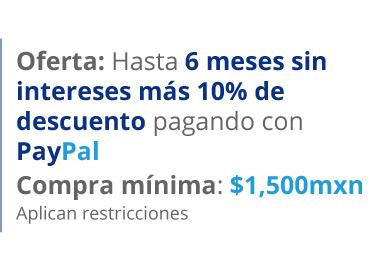 Oferta: Hasta 6 meses sin
intereses más 10% de
descuento pagando con
PayPal
Compra mínima: $1,500mxn
Aplican restricciones